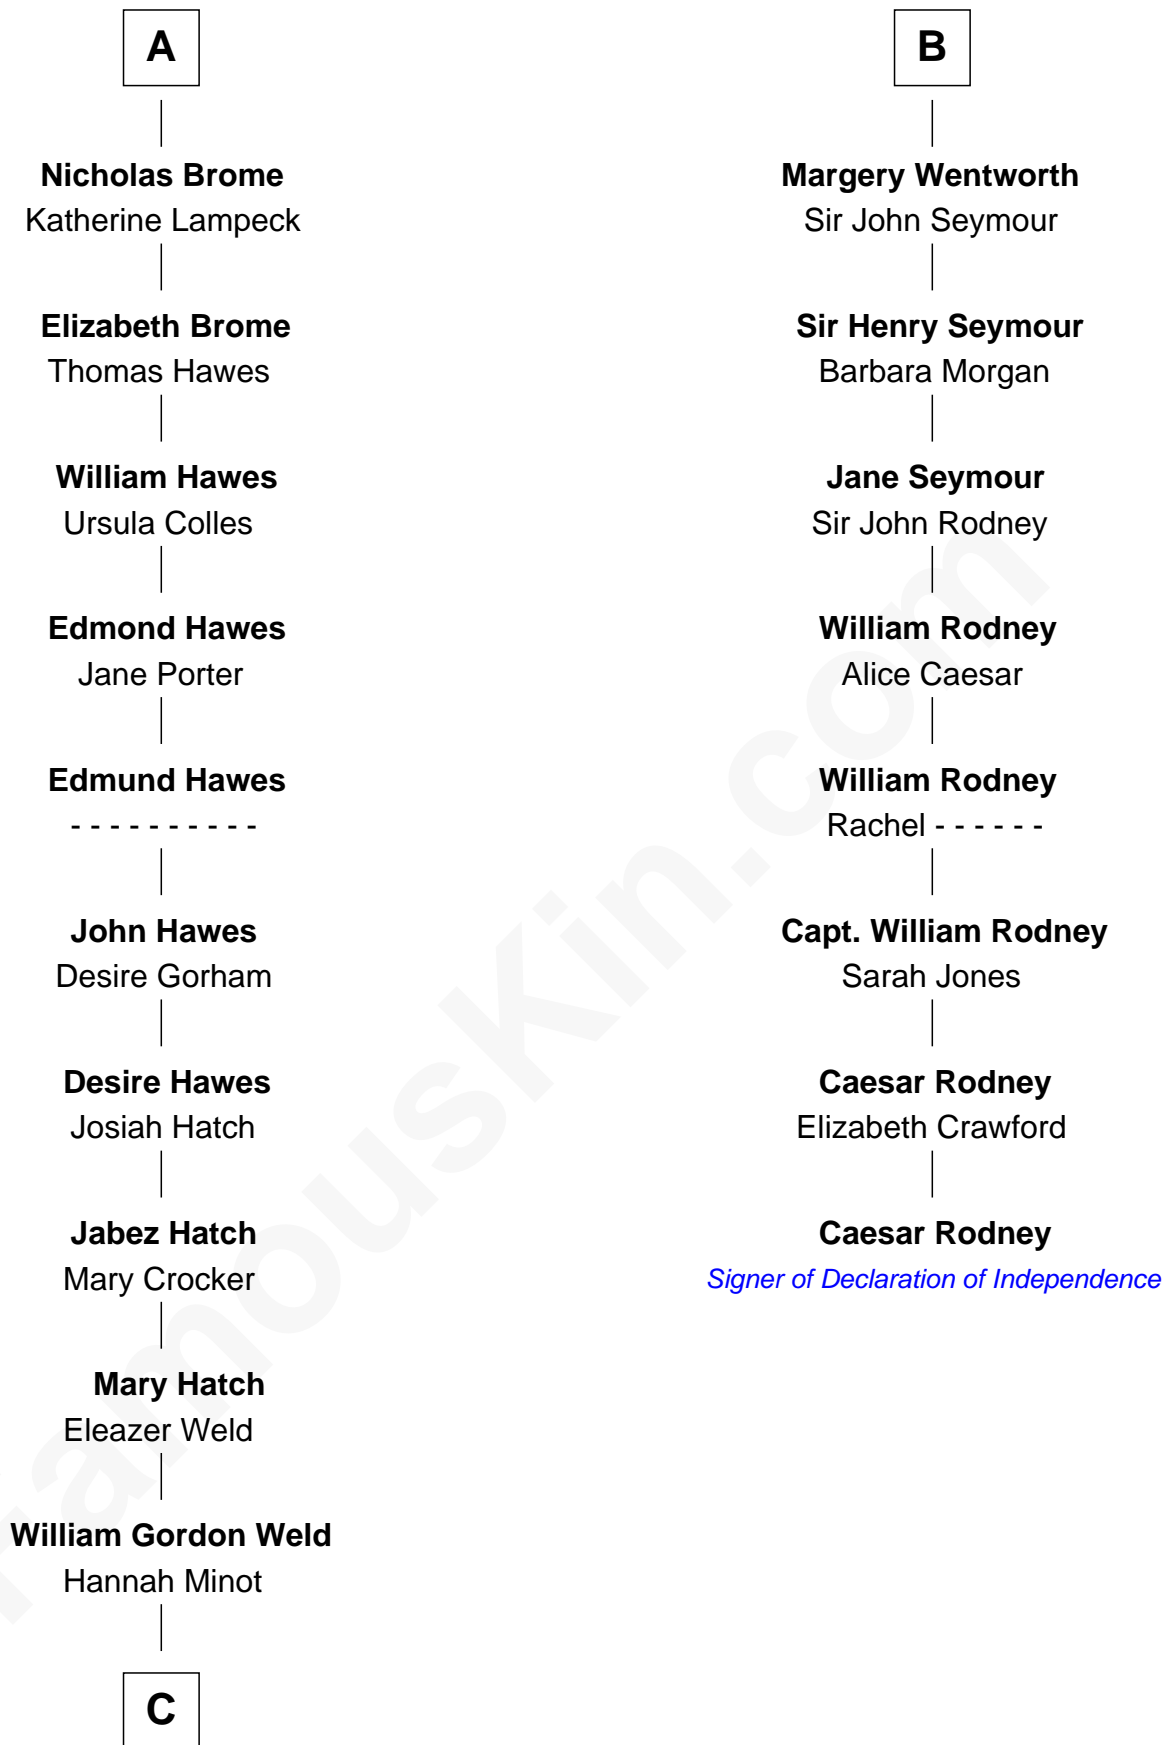 A
Nicholas Brome
Katherine Lampeck
Elizabeth Brome
Thomas Hawes
William Hawes
Ursula Colles
Edmond Hawes
Jane Porter
Edmund Hawes
- - - - - - - - - -
John Hawes
Desire Gorham
Desire Hawes
Josiah Hatch
Jabez Hatch
Mary Crocker
Mary Hatch
Eleazer Weld
William Gordon Weld
Hannah Minot
C
B
Margery Wentworth
Sir John Seymour
Sir Henry Seymour
Barbara Morgan
Jane Seymour
Sir John Rodney
William Rodney
Alice Caesar
William Rodney
Rachel - - - - - -
Capt. William Rodney
Sarah Jones
Caesar Rodney
Elizabeth Crawford
Caesar Rodney
Signer of Declaration of Independence
FamousKin.com